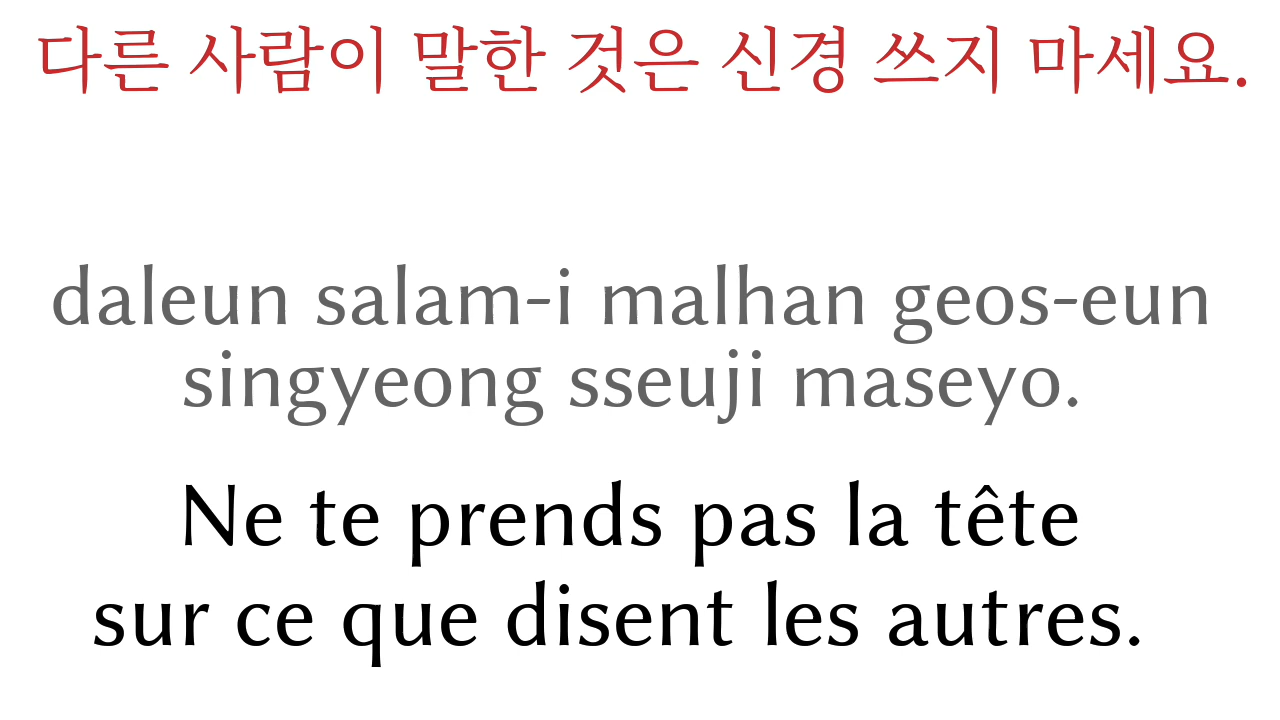 다른 사람이 말한 것은 신경 쓰지 마세요.
daleun salam-i malhan geos-eun
singyeong sseuji maseyo.
Ne te prends pas la tête
sur ce que disent les autres.